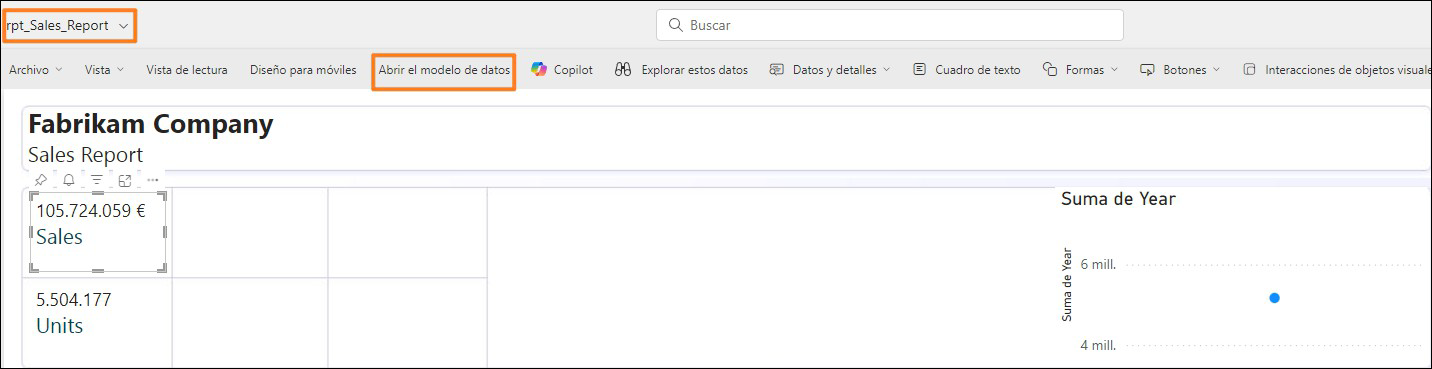 rpt_Sales_Report
Buscar
Archivo Vista Vista de lectura Diseño para móviles Abrir el modelo de datos Copilot Explorar estos datos Datos y detalles Cuadro de texto Formas Botones Interacciones de objetos visuale
Fabrikam Company
Sales Report
105.724.059 €
Sales
5.504.177
Units
Suma de Year
Suma de Year
6 mill.
4 mill.